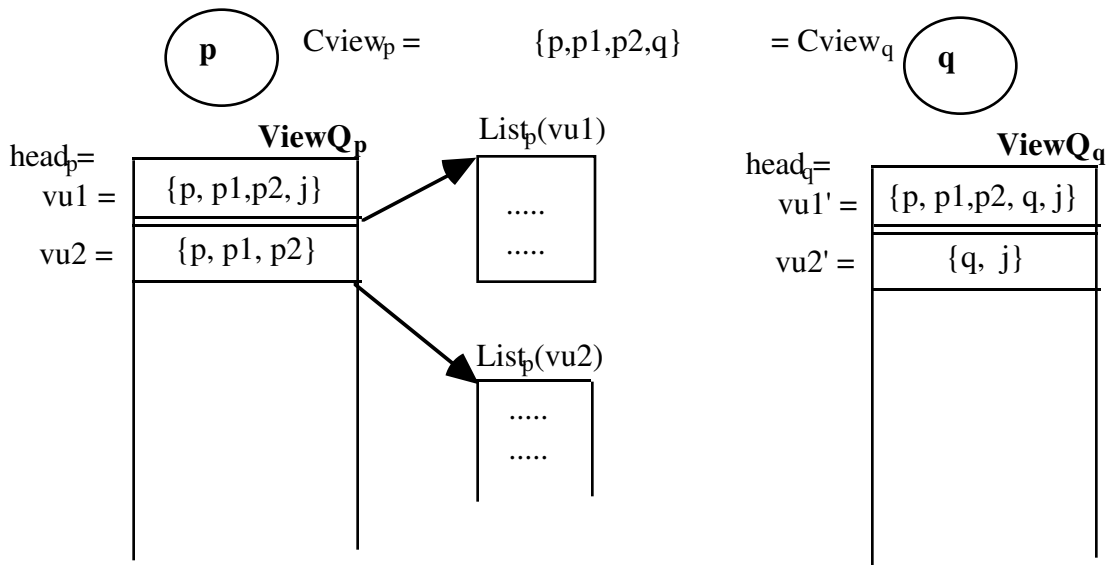 p Cview_p = {p,p1,p2,q} = Cview_q q
ViewQ_p List_p(vu1) ViewQ_q
head_p= head_q=
vu1 = {p, p1,p2, j} ..... vu1' = {p, p1,p2, q, j}
vu2 = {p, p1, p2} ..... vu2' = {q, j}
List_p(vu2)
.....
.....